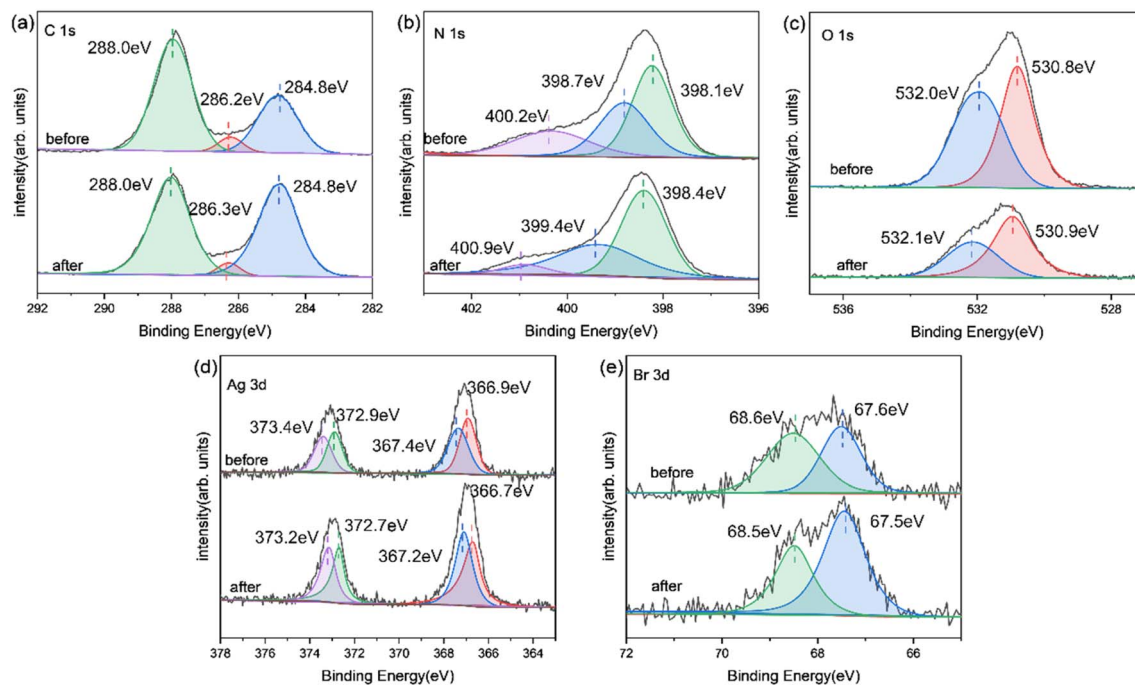 (a)
C 1s
288.0eV
286.2eV
284.8eV
before
288.0eV
286.3eV
284.8eV
after
intensity(arb. units)
292 290 288 286 284 282
Binding Energy(eV)
(b)
N 1s
400.2eV
398.7eV
398.1eV
before
400.9eV
399.4eV
398.4eV
after
intensity(arb. units)
400 398 396
Binding Energy(eV)
(c)
O 1s
532.0eV
530.8eV
before
532.1eV
530.9eV
after
intensity(arb. units)
536 532 528
Binding Energy(eV)
(d)
Ag 3d
373.4eV
372.9eV
367.4eV
366.9eV
before
373.2eV
372.7eV
367.2eV
366.7eV
after
intensity(arb. units)
378 376 374 372 370 368 366 364
Binding Energy(eV)
(e)
Br 3d
68.6eV
67.6eV
before
68.5eV
67.5eV
after
intensity(arb. units)
72 70 68 66
Binding Energy(eV)